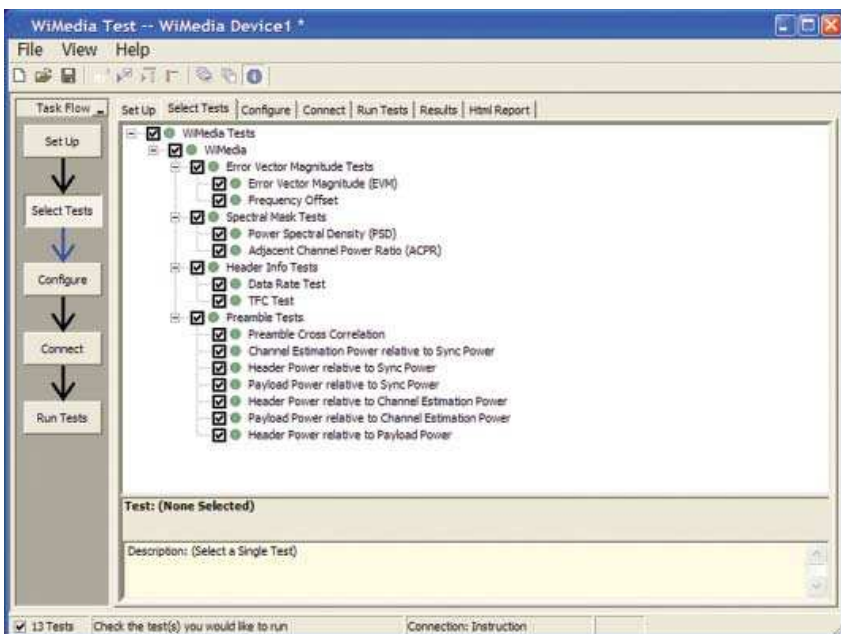 WiMedia Test -- WiMedia Device1 *
File View Help
Task Flow
Set Up
Select Tests
Configure
Connect
Run Tests
Set Up Select Tests Configure Connect Run Tests Results Html Report
WiMedia Tests
WiMedia
Error Vector Magnitude Tests
Error Vector Magnitude (EVM)
Frequency Offset
Spectral Mask Tests
Power Spectral Density (PSD)
Adjacent Channel Power Ratio (ACPR)
Header Info Tests
Data Rate Test
TFC Test
Preamble Tests
Preamble Cross Correlation
Channel Estimation Power relative to Sync Power
Header Power relative to Sync Power
Payload Power relative to Sync Power
Header Power relative to Channel Estimation Power
Payload Power relative to Channel Estimation Power
Header Power relative to Payload Power
Test: (None Selected)
Description: (Select a Single Test)
13 Tests Check the test(s) you would like to run Connection: Instruction